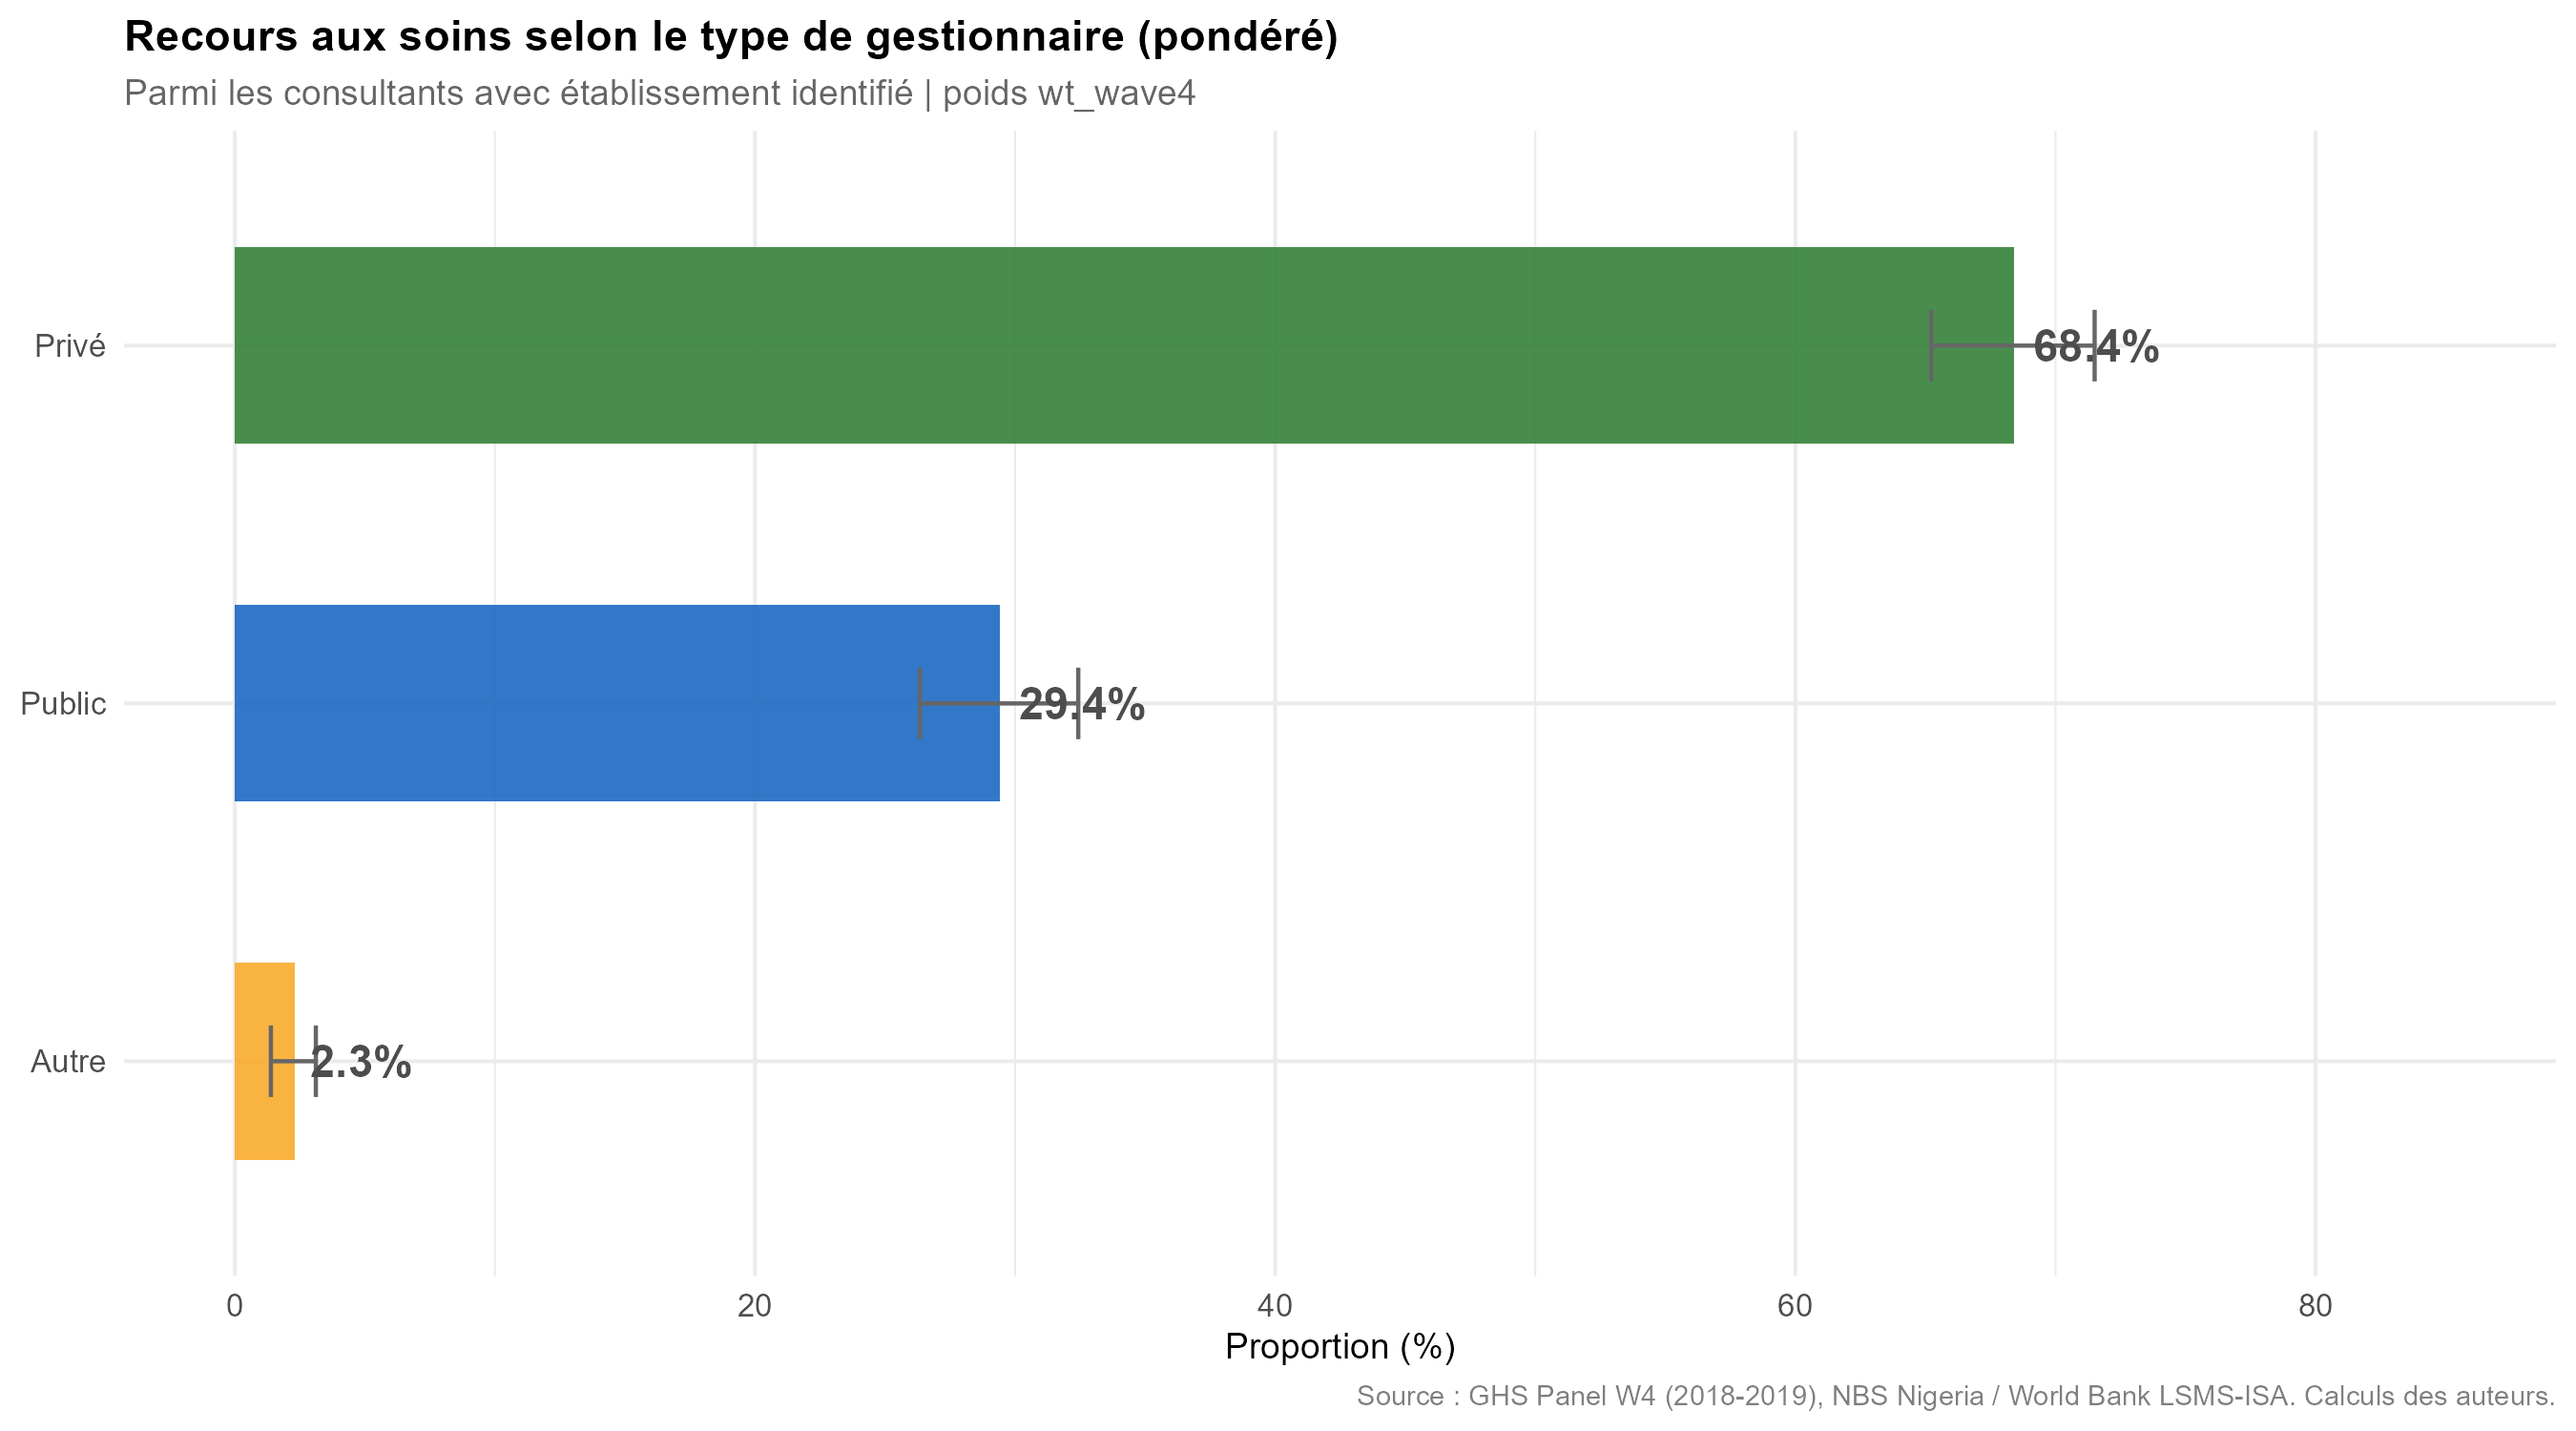 Recours aux soins selon le type de gestionnaire (pondéré)
Parmi les consultants avec établissement identifié | poids wt_wave4
Privé
68.4%
Public
29.4%
Autre
2.3%
0 20 40 60 80
Proportion (%)
Source : GHS Panel W4 (2018-2019), NBS Nigeria / World Bank LSMS-ISA. Calculs des auteurs.